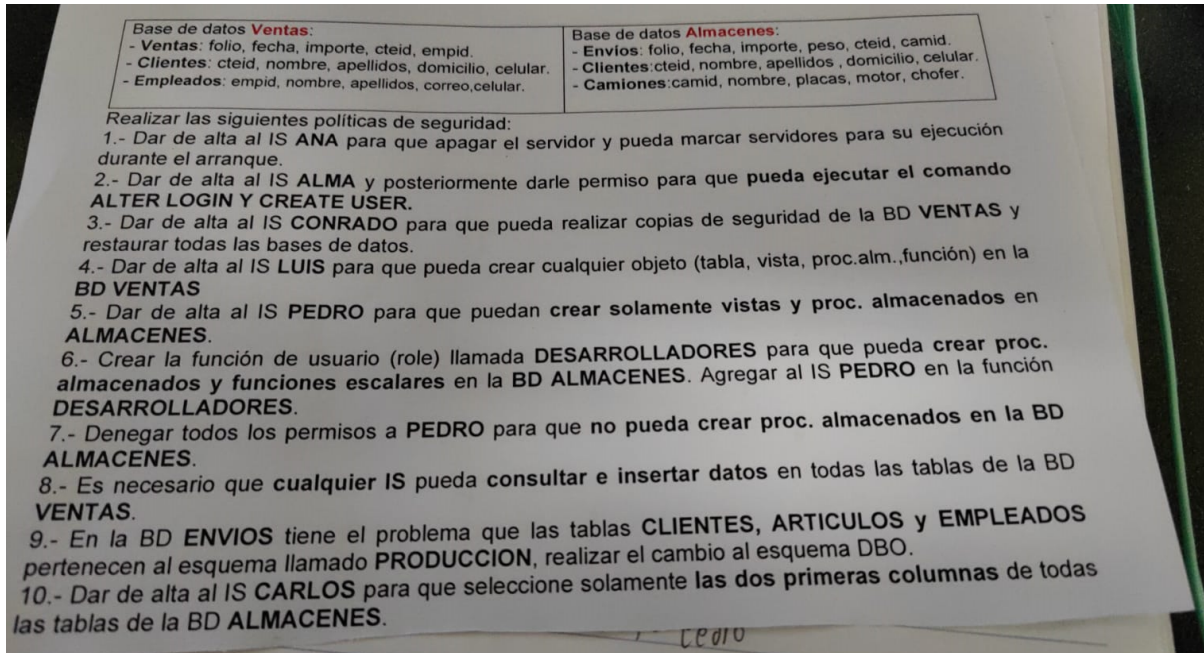 Base de datos Ventas:
- Ventas: folio, fecha, importe, cteid, empid.
- Clientes: cteid, nombre, apellidos, domicilio, celular.
- Empleados: empid, nombre, apellidos, correo,celular.
Base de datos Almacenes:
- Envíos: folio, fecha, importe, peso, cteid, camid.
- Clientes:cteid, nombre, apellidos , domicilio, celular.
- Camiones:camid, nombre, placas, motor, chofer.
Realizar las siguientes políticas de seguridad:
1.- Dar de alta al IS ANA para que apagar el servidor y pueda marcar servidores para su ejecución
durante el arranque.
2.- Dar de alta al IS ALMA y posteriormente darle permiso para que pueda ejecutar el comando
ALTER LOGIN Y CREATE USER.
3.- Dar de alta al IS CONRADO para que pueda realizar copias de seguridad de la BD VENTAS y
restaurar todas las bases de datos.
4.- Dar de alta al IS LUIS para que pueda crear cualquier objeto (tabla, vista, proc.alm.,función) en la
BD VENTAS
5.- Dar de alta al IS PEDRO para que puedan crear solamente vistas y proc. almacenados en
ALMACENES.
6.- Crear la función de usuario (role) llamada DESARROLLADORES para que pueda crear proc.
almacenados y funciones escalares en la BD ALMACENES. Agregar al IS PEDRO en la función
DESARROLLADORES.
7.- Denegar todos los permisos a PEDRO para que no pueda crear proc. almacenados en la BD
ALMACENES.
8.- Es necesario que cualquier IS pueda consultar e insertar datos en todas las tablas de la BD
VENTAS.
9.- En la BD ENVIOS tiene el problema que las tablas CLIENTES, ARTICULOS y EMPLEADOS
pertenecen al esquema llamado PRODUCCION, realizar el cambio al esquema DBO.
10.- Dar de alta al IS CARLOS para que seleccione solamente las dos primeras columnas de todas
las tablas de la BD ALMACENES.